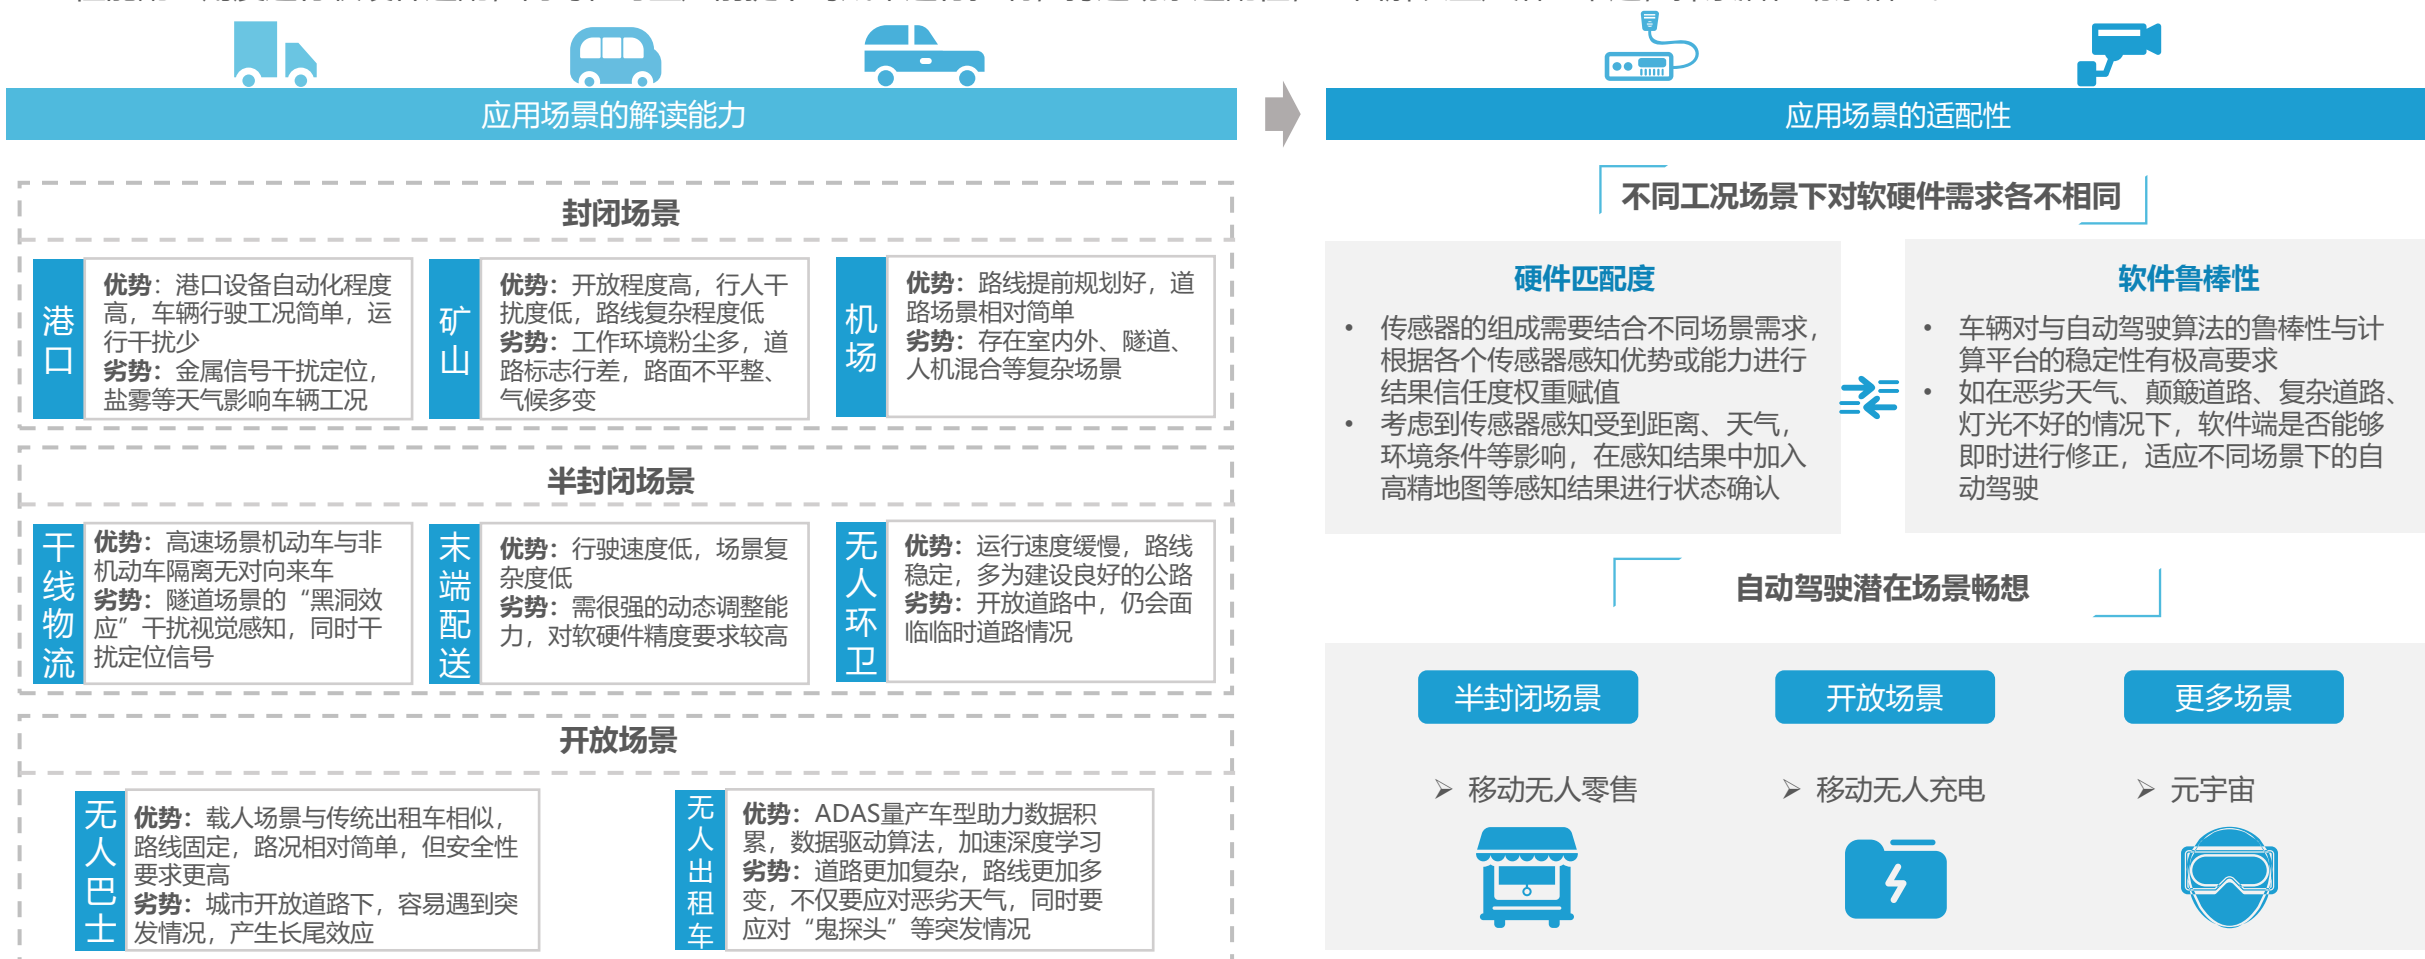 应用场景的解读能力
封闭场景
港口
优势：港口设备自动化程度
高，车辆行驶工况简单，运
行干扰少
劣势：金属信号干扰定位，
盐雾等天气影响车辆工况
矿山
优势：开放程度高，行人干
扰度低，路线复杂程度低
劣势：工作环境粉尘多，道
路标志行差，路面不平整、
气候多变
机场
优势：路线提前规划好，道
路场景相对简单
劣势：存在室内外、隧道、
人机混合等复杂场景
半封闭场景
干线物流
优势：高速场景机动车与非
机动车隔离无对向来车
劣势：隧道场景的“黑洞效
应”干扰视觉感知，同时干
扰定位信号
末端配送
优势：行驶速度低，场景复
杂度低
劣势：需很强的动态调整能
力，对软硬件精度要求较高
无人环卫
优势：运行速度缓慢，路线
稳定，多为建设良好的公路
劣势：开放道路中，仍会面
临临时道路情况
开放场景
无人巴士
优势：载人场景与传统出租车相似，
路线固定，路况相对简单，但安全性
要求更高
劣势：城市开放道路下，容易遇到突
发情况，产生长尾效应
无人出租车
优势：ADAS量产车型助力数据积
累，数据驱动算法，加速深度学习
劣势：道路更加复杂，路线更加多
变，不仅要应对恶劣天气，同时要
应对“鬼探头”等突发情况
应用场景的适配性
不同工况场景下对软硬件需求各不相同
硬件匹配度
• 传感器的组成需要结合不同场景需求，
根据各个传感器感知优势或能力进行
结果信任度权重赋值
• 考虑到传感器感知受到距离、天气，
环境条件等影响，在感知结果中加入
高精地图等感知结果进行状态确认
软件鲁棒性
• 车辆对与自动驾驶算法的鲁棒性与计
算平台的稳定性有极高要求
• 如在恶劣天气、颠簸道路、复杂道路、
灯光不好的情况下，软件端是否能够
即时进行修正，适应不同场景下的自
动驾驶
自动驾驶潜在场景畅想
半封闭场景
开放场景
更多场景
➢ 移动无人零售
➢ 移动无人充电
➢ 元宇宙